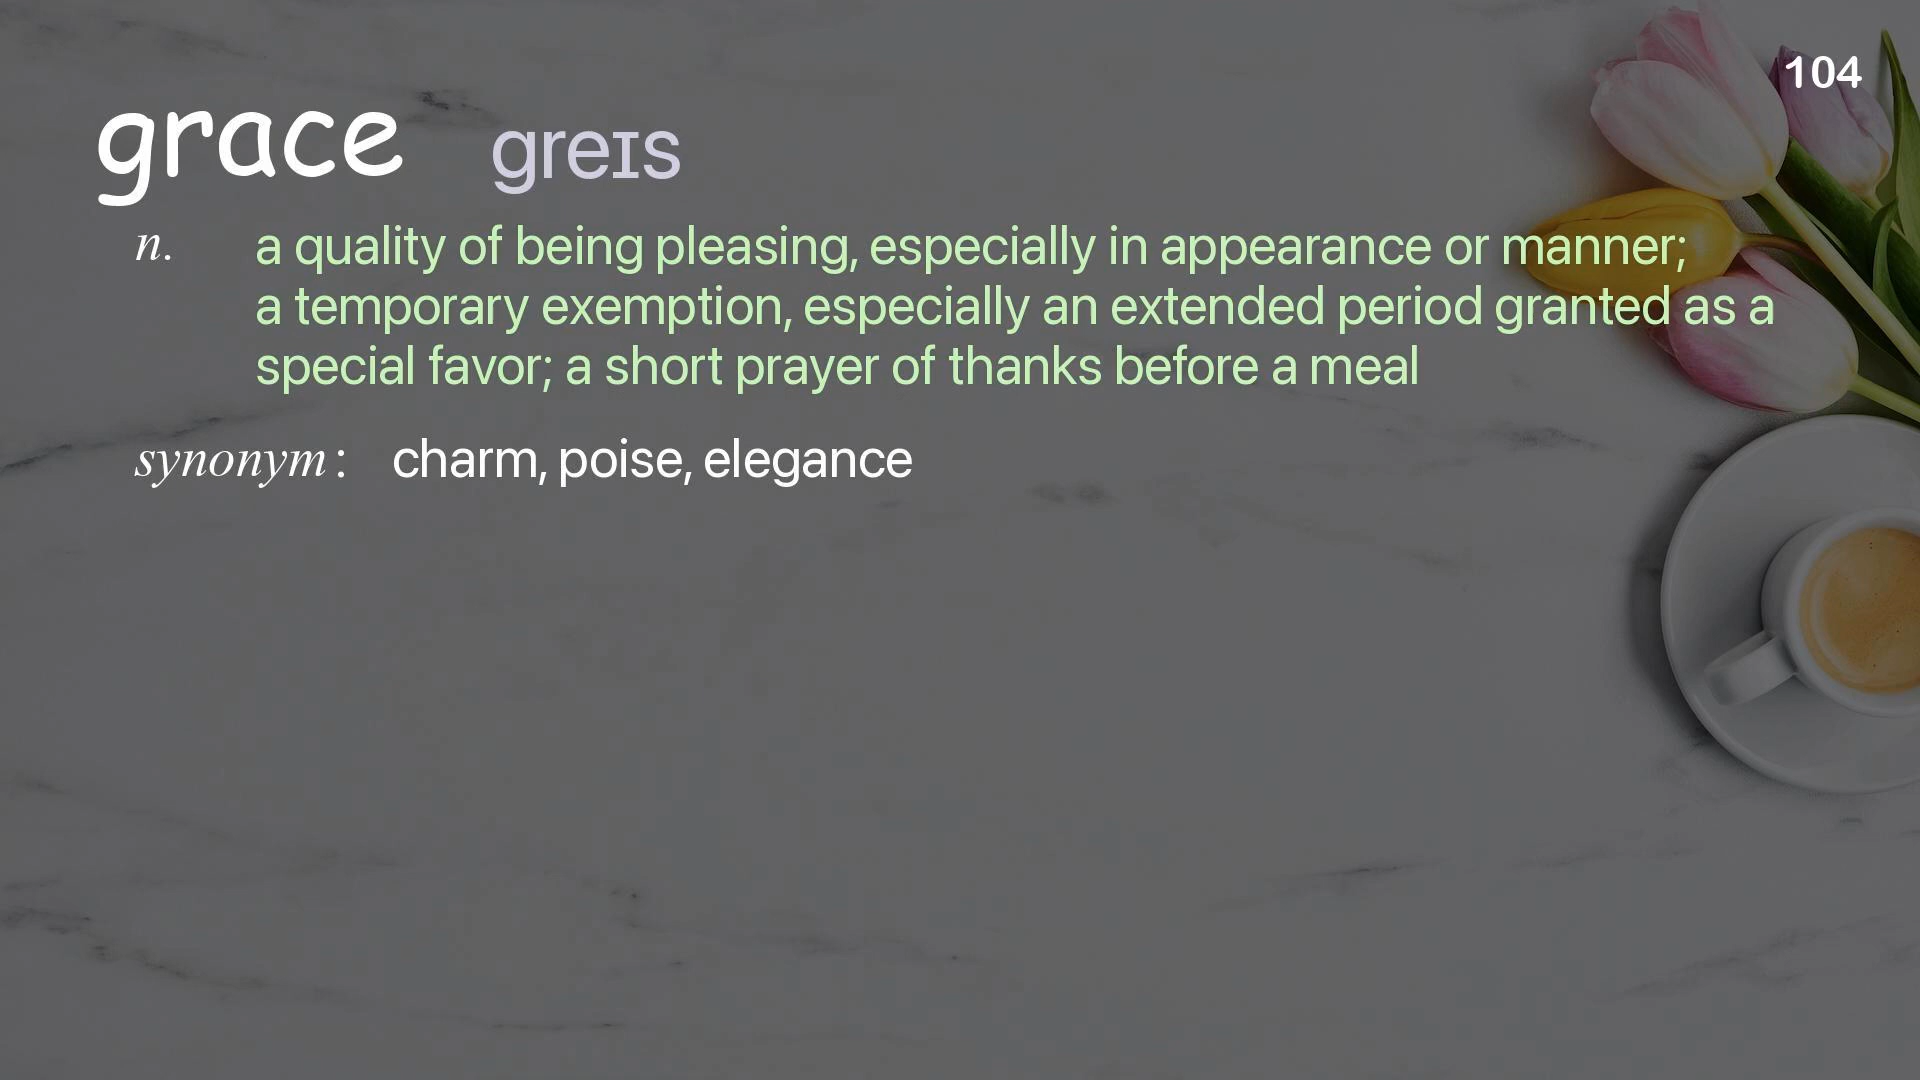 104
grace greɪs
n. a quality of being pleasing, especially in appearance or manner;
a temporary exemption, especially an extended period granted as a
special favor; a short prayer of thanks before a meal
synonym : charm, poise, elegance